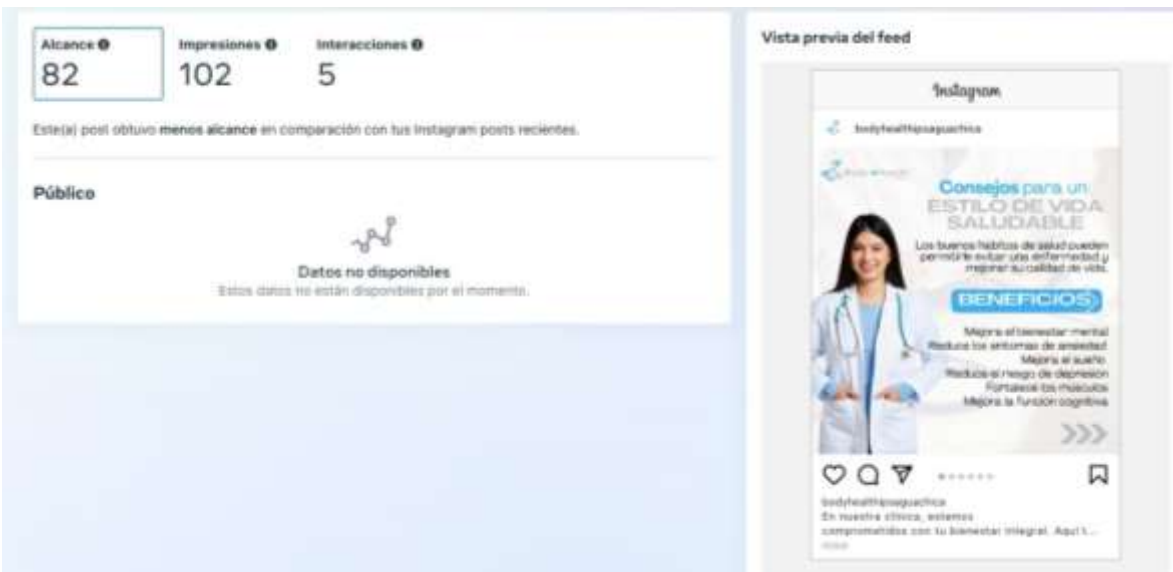 Alcance
Impresiones
Interacciones
82
102
5
Este(a) post obtuvo menos alcance en comparación con tus Instagram posts recientes.
Público
Datos no disponibles
Estos datos no están disponibles por el momento.
Vista previa del feed
Instagram
bodyhealthipsaguachica
Consejos para un
ESTILO DE VIDA
SALUDABLE
Los buenos hábitos de salud pueden
permitirle evitar una enfermedad y
mejorar su calidad de vida.
BENEFICIOS
Mejora el bienestar mental
Reduce los síntomas de ansiedad
Mejora el sueño
Reduce el riesgo de depresión
Fortalece los músculos
Mejora la función cognitiva
bodyhealthipsaguachica
En nuestra clínica, estamos
comprometidos con tu bienestar integral. Aquí t...